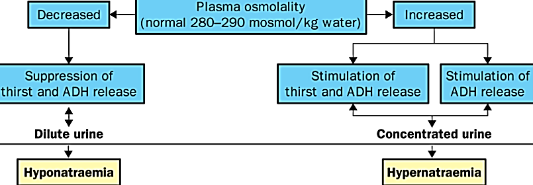 Decreased
Plasma osmolality
(normal 280–290 mosmol/kg water)
Increased
Suppression of
thirst and ADH release
Stimulation of
thirst and ADH release
Stimulation of
ADH release
Dilute urine
Concentrated urine
Hyponatraemia
Hypernatraemia